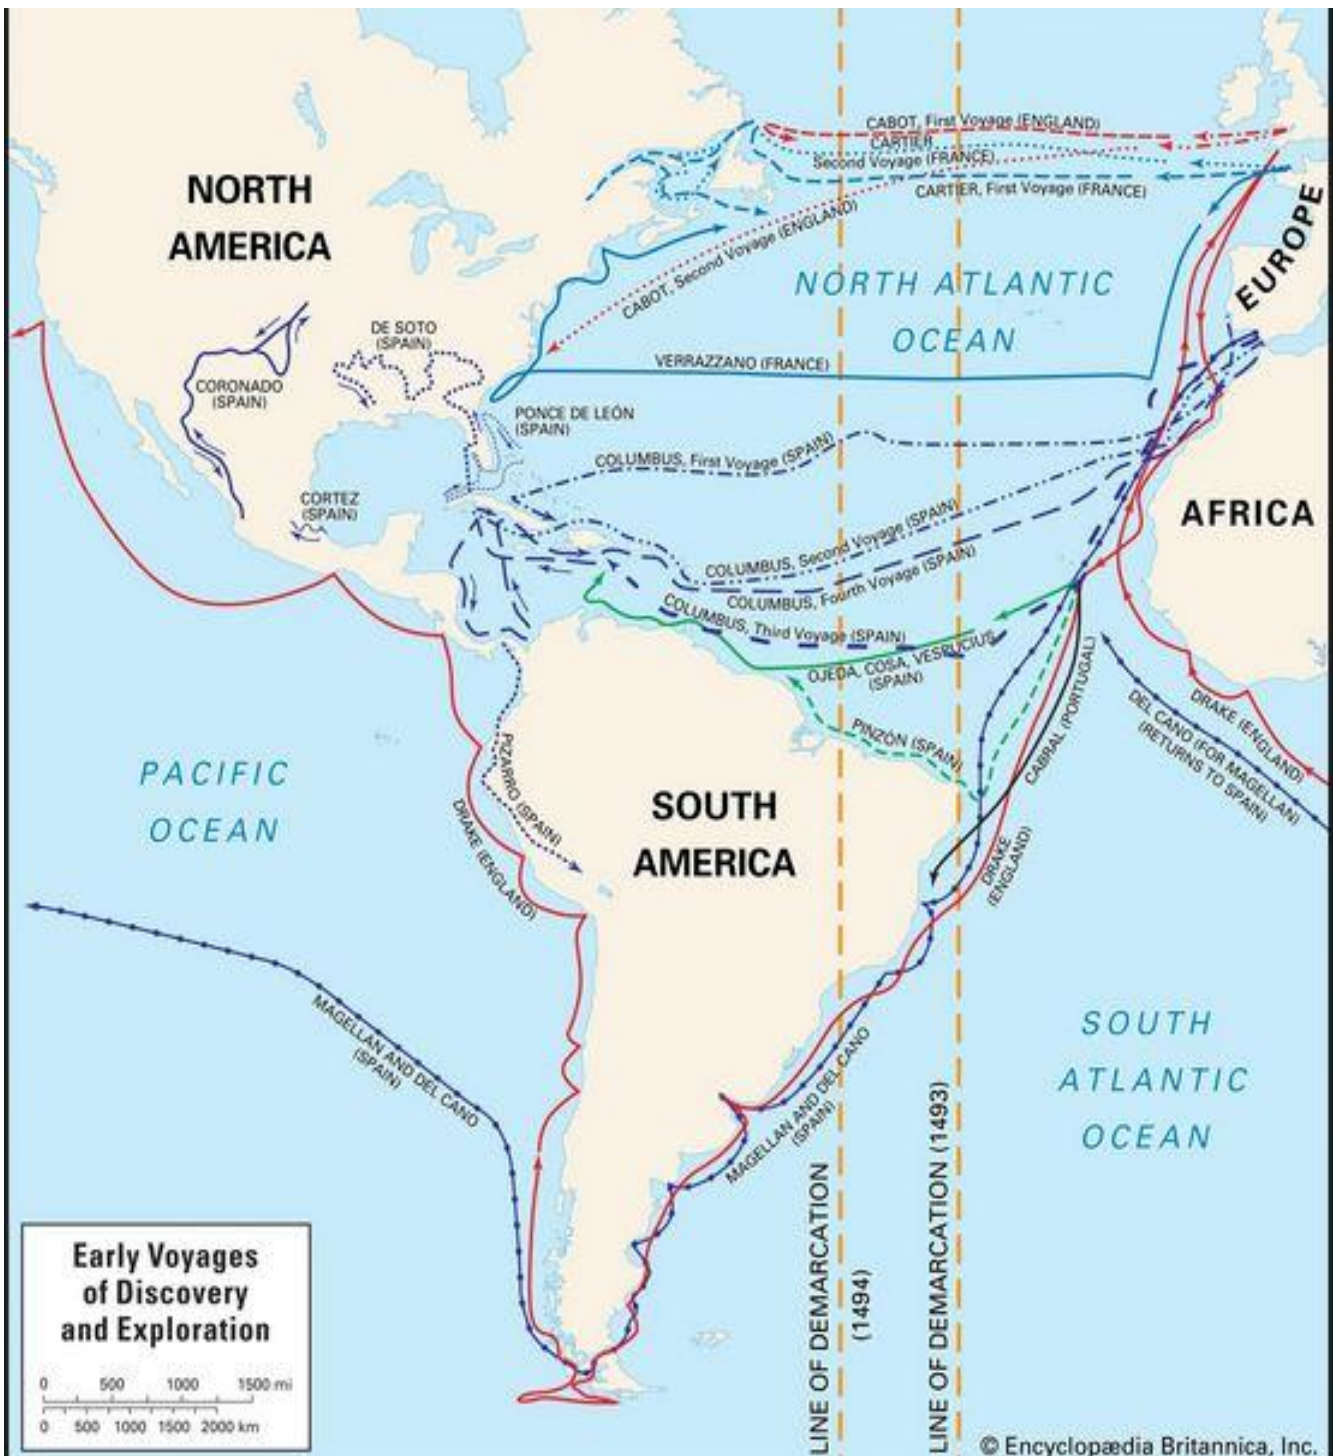 CABOT, First Voyage (ENGLAND)
CARTIER
Second Voyage (FRANCE)
CARTIER, First Voyage (FRANCE)
NORTH
AMERICA
EUROPE
CABOT, Second Voyage (ENGLAND)
NORTH ATLANTIC
OCEAN
DE SOTO
(SPAIN)
VERRAZZANO (FRANCE)
CORONADO
(SPAIN)
PONCE DE LEÓN
(SPAIN)
COLUMBUS, First Voyage (SPAIN)
CORTEZ
(SPAIN)
AFRICA
COLUMBUS, Second Voyage (SPAIN)
COLUMBUS, Fourth Voyage (SPAIN)
COLUMBUS, Third Voyage (SPAIN)
OJEDA, COSA, VESPUCIUS
(SPAIN)
PINZÓN (SPAIN)
CABRAL (PORTUGAL)
DRAKE (ENGLAND)
DEL CANO (FOR MAGELLAN)
(RETURNS TO SPAIN)
PIZARRO (SPAIN)
PACIFIC
OCEAN
DRAKE (ENGLAND)
SOUTH
AMERICA
DRAKE
(ENGLAND)
MAGELLAN AND DEL CANO
(SPAIN)
MAGELLAN AND DEL CANO
(SPAIN)
SOUTH
ATLANTIC
OCEAN
LINE OF DEMARCATION
(1494)
LINE OF DEMARCATION (1493)
Early Voyages
of Discovery
and Exploration
0 500 1000 1500 mi
0 500 1000 1500 2000 km
© Encyclopædia Britannica, Inc.